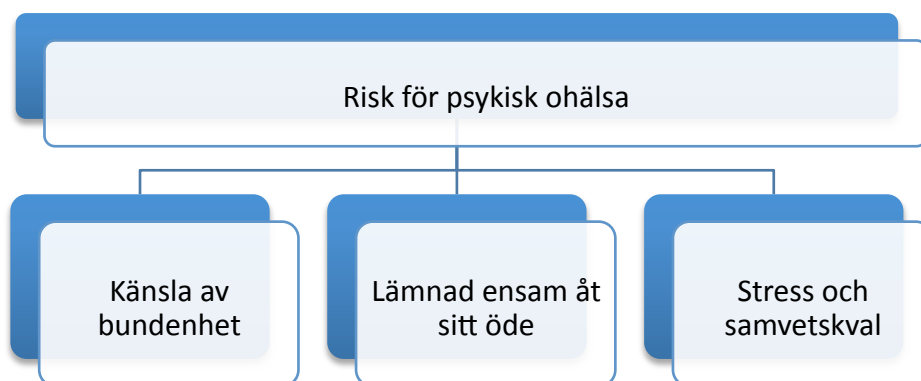 Risk för psykisk ohälsa
Känsla av
bundenhet
Lämnad ensam åt
sitt öde
Stress och
samvetskval